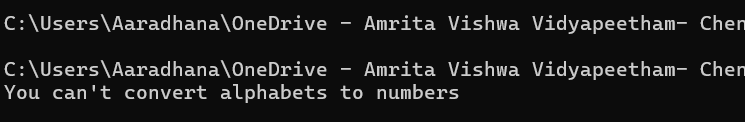 C:\Users\Aaradhana\OneDrive - Amrita Vishwa Vidyapeetham- Chen
C:\Users\Aaradhana\OneDrive - Amrita Vishwa Vidyapeetham- Chen
You can't convert alphabets to numbers